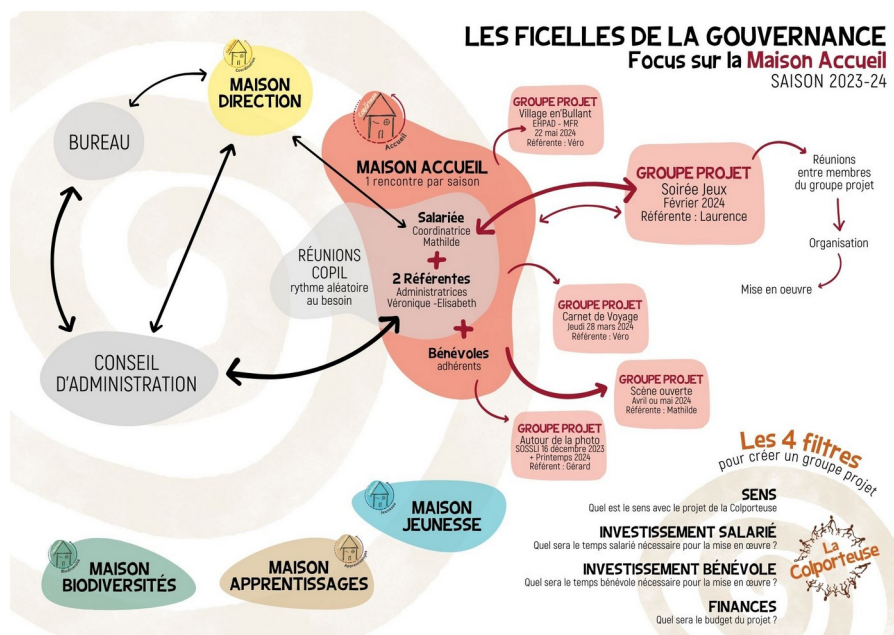 LES FICELLES DE LA GOUVERNANCE
Focus sur la Maison Accueil
SAISON 2023-24
MAISON
DIRECTION
BUREAU
Accueil
MAISON ACCUEIL
1 rencontre par saison
Salariée
Coordinatrice
Mathilde
+
2 Référentes
Administratrices
Véronique -Elisabeth
+
Bénévoles
adhérents
RÉUNIONS
COPIL
rythme aléatoire
au besoin
CONSEIL
D'ADMINISTRATION
GROUPE PROJET
Village en'Bullant
EHPAD - MFR
22 mai 2024
Référente : Véro
GROUPE PROJET
Soirée Jeux
Février 2024
Référente : Laurence
Réunions
entre membres
du groupe projet
Organisation
Mise en oeuvre
GROUPE PROJET
Carnet de Voyage
Jeudi 28 mars 2024
Référente : Véro
GROUPE PROJET
Scène ouverte
Avril ou mai 2024
Référente : Mathilde
GROUPE PROJET
Autour de la photo
SOSSLI 16 décembre 2023
+ Printemps 2024
Référent : Gérard
MAISON
JEUNESSE
MAISON
BIODIVERSITÉS
MAISON
APPRENTISSAGES
Les 4 filtres
pour créer un groupe projet
SENS
Quel est le sens avec le projet de la Colporteuse
INVESTISSEMENT SALARIÉ
Quel sera le temps salarié nécessaire pour la mise en œuvre ?
INVESTISSEMENT BÉNÉVOLE
Quel sera le temps bénévole nécessaire pour la mise en œuvre ?
FINANCES
Quel sera le budget du projet ?
La
Colporteuse